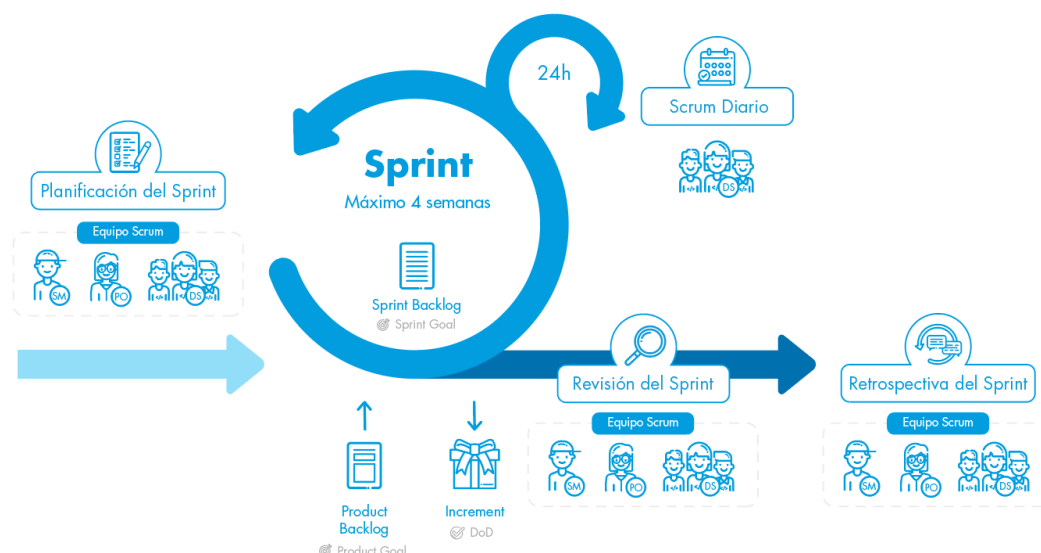 24h
Scrum Diario
DS
Sprint
Máximo 4 semanas
Planificación del Sprint
Equipo Scrum
SM
PO
DS
Sprint Backlog
Sprint Goal
Revisión del Sprint
Equipo Scrum
SM
PO
DS
Retrospectiva del Sprint
Equipo Scrum
SM
PO
DS
Product
Backlog
Product Goal
Increment
DoD